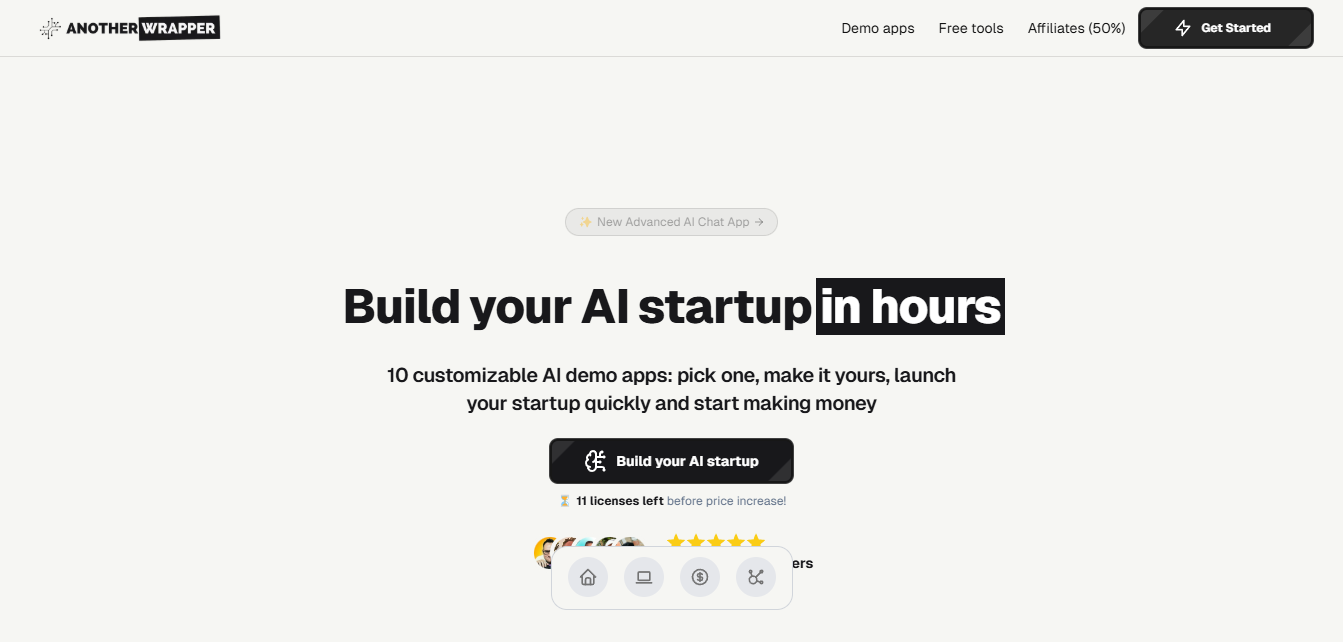 ANOTHER WRAPPER
Demo apps
Free tools
Affiliates (50%)
Get Started
✨ New Advanced AI Chat App →
Build your AI startup in hours
10 customizable AI demo apps: pick one, make it yours, launch
your startup quickly and start making money
Build your AI startup
⏳ 11 licenses left before price increase!